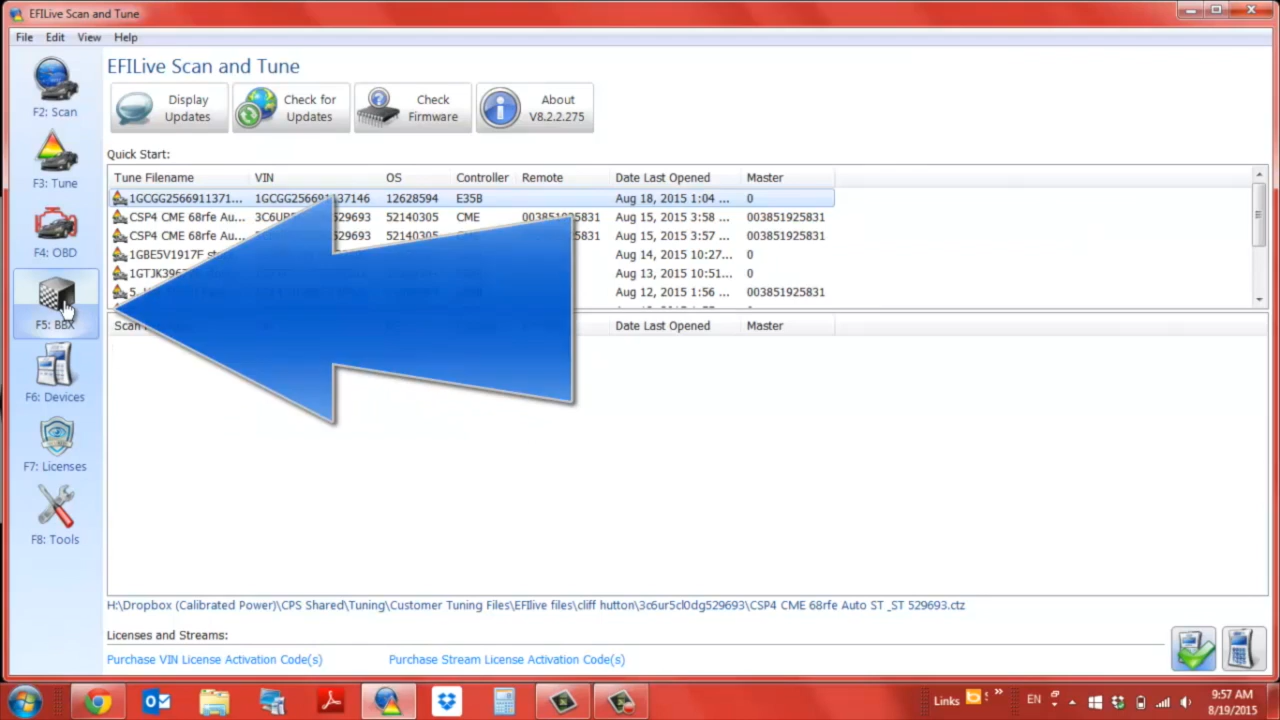 EFILive Scan and Tune
File Edit View Help
EFILive Scan and Tune
F2: Scan
F3: Tune
F4: OBD
F5: BBX
F6: Devices
F7: Licenses
F8: Tools
Display Updates
Check for Updates
Check Firmware
About V8.2.2.275
Quick Start:
Tune Filename VIN OS Controller Remote Date Last Opened Master
1GCGG2566911371... 1GCGG256691137146 12628594 E35B Aug 18, 2015 1:04 ... 0
CSP4 CME 68rfe Au... 529693 52140305 CME 003851925831 Aug 15, 2015 3:58 ... 003851925831
CSP4 CME 68rfe Au... 529693 52140305 5831 Aug 15, 2015 3:57 ... 003851925831
1GBE5V1917F Aug 14, 2015 10:27... 0
Aug 13, 2015 10:51... 0
Aug 12, 2015 1:56 ... 003851925831
Scan Date Last Opened Master
H:\Dropbox (Calibrated Power)\CPS Shared\Tuning\Customer Tuning Files\EFIlive files\cliff hutton\3c6ur5cl0dg529693\CSP4 CME 68rfe Auto ST _ST 529693.ctz
Licenses and Streams:
Purchase VIN License Activation Code(s) Purchase Stream License Activation Code(s)
Links EN 9:57 AM
8/19/2015